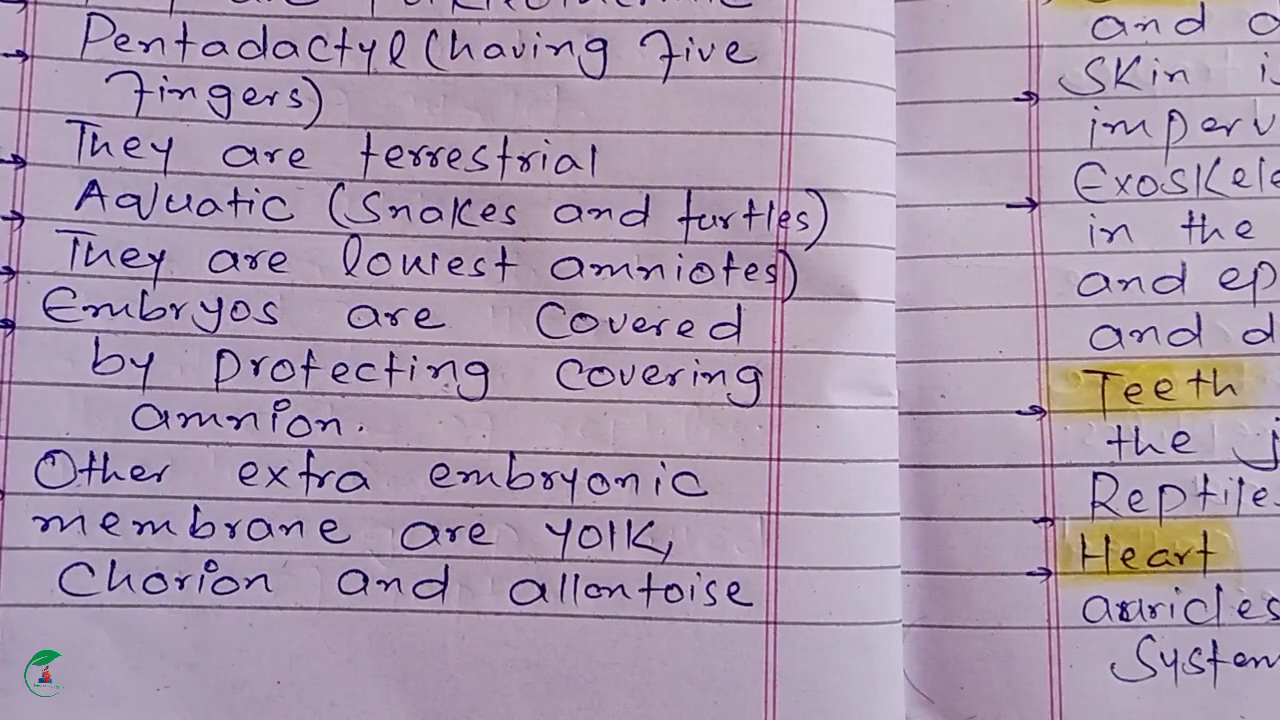 Pentadactyl (having five
fingers)
They are terrestrial
Aquatic (Snakes and turtles)
They are lowest amniotes)
Embryos are covered
by protecting covering
amnion.
Other extra embryonic
membrane are yolk,
Chorion and allantoise
and
Skin
imperv
Exoskele
in the
and ep
and d
Teeth
the j
Reptile
Heart
auricles
System